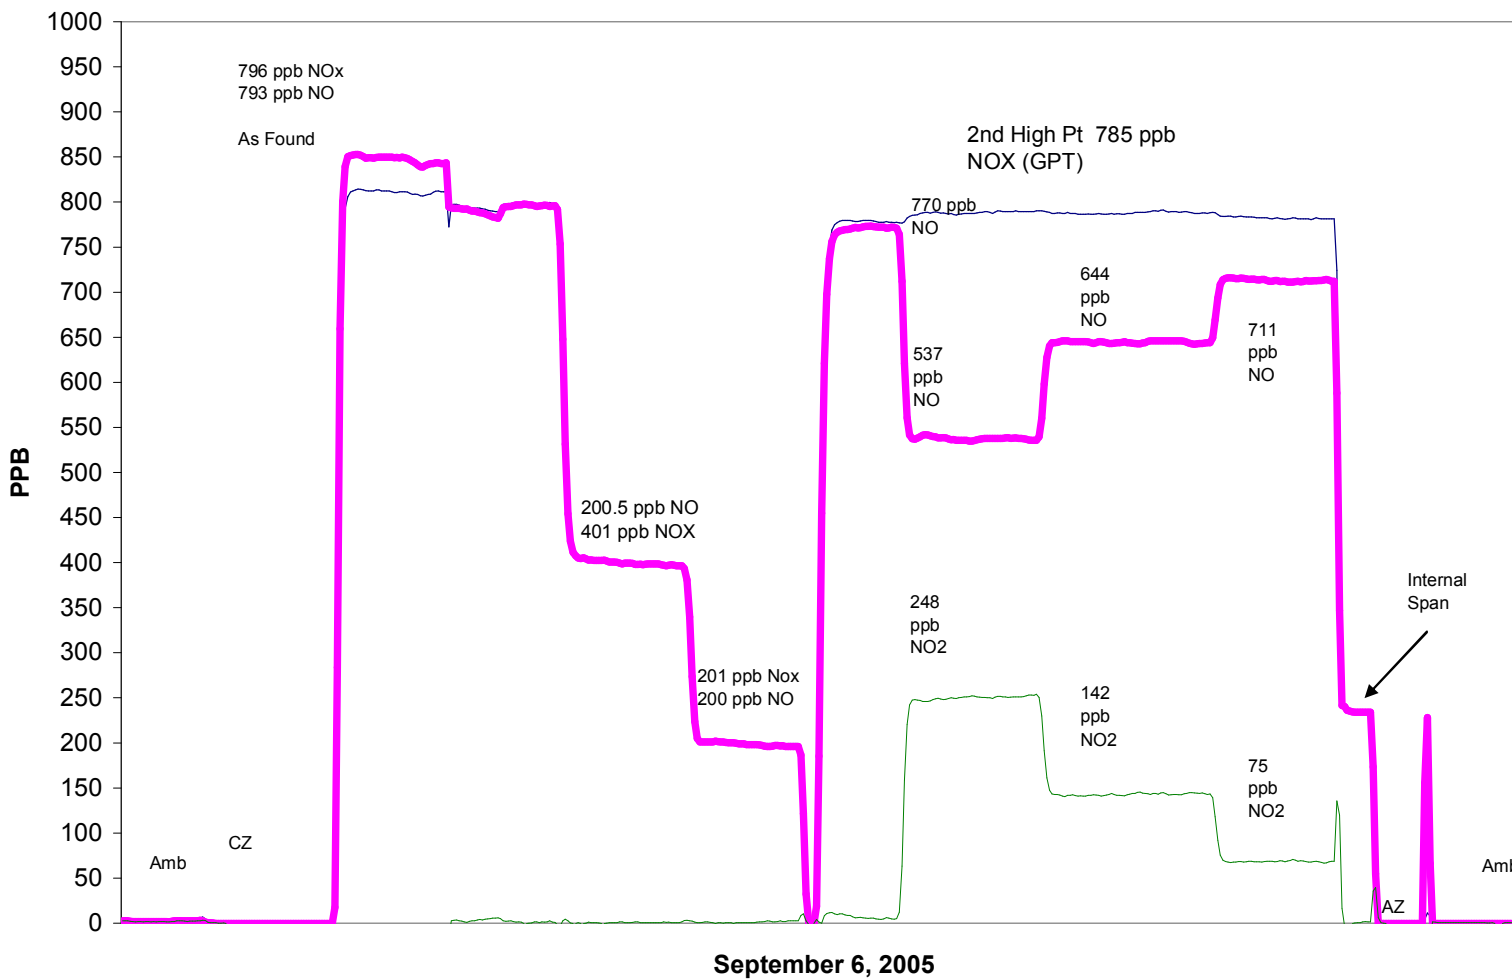 1000
950
900
850
800
750
700
650
600
550
500
450
400
350
300
250
200
150
100
50
0
PPB
796 ppb NOx
793 ppb NO
As Found
2nd High Pt  785 ppb
NOX (GPT)
770 ppb
NO
644
ppb
NO
711
ppb
NO
537
ppb
NO
200.5 ppb NO
401 ppb NOX
Internal
Span
248
ppb
NO2
201 ppb Nox
200 ppb NO
142
ppb
NO2
75
ppb
NO2
CZ
Amb
Amb
AZ
September 6, 2005